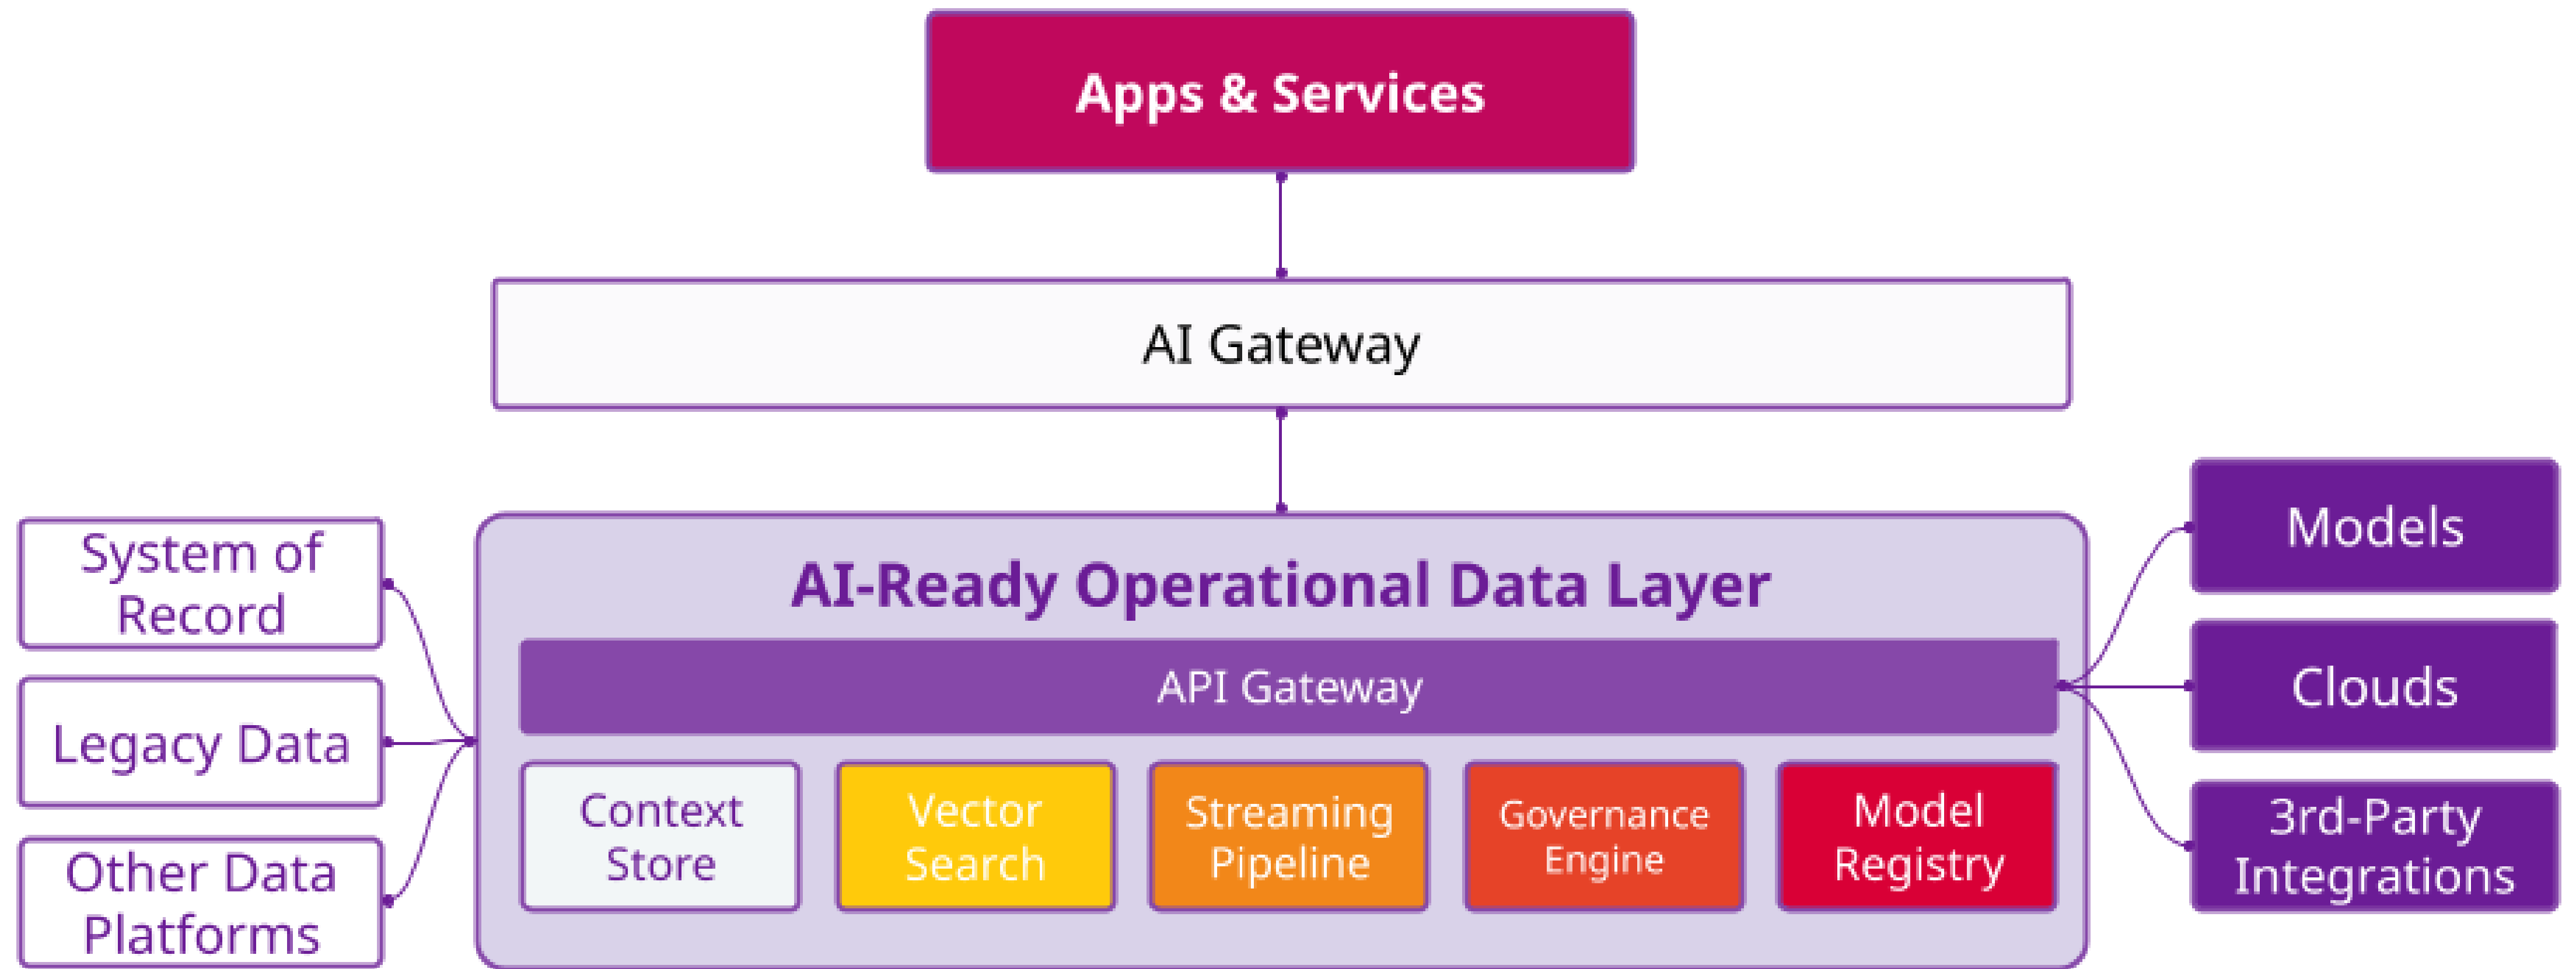 Apps & Services
AI Gateway
System of
Record
Legacy Data
Other Data
Platforms
AI-Ready Operational Data Layer
API Gateway
Context
Store
Vector
Search
Streaming
Pipeline
Governance
Engine
Model
Registry
Models
Clouds
3rd-Party
Integrations